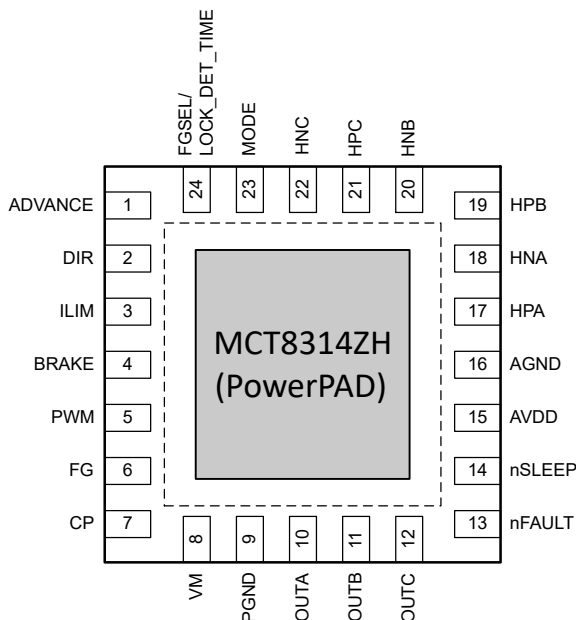 FGSEL/
LOCK_DET_TIME
MODE
HNC
HPC
HNB
24
23
22
21
20
ADVANCE 1
DIR 2
ILIM 3
BRAKE 4
PWM 5
FG 6
CP 7
MCT8314ZH
(PowerPAD)
19 HPB
18 HNA
17 HPA
16 AGND
15 AVDD
14 nSLEEP
13 nFAULT
8
9
10
11
12
VM
PGND
OUTA
OUTB
OUTC